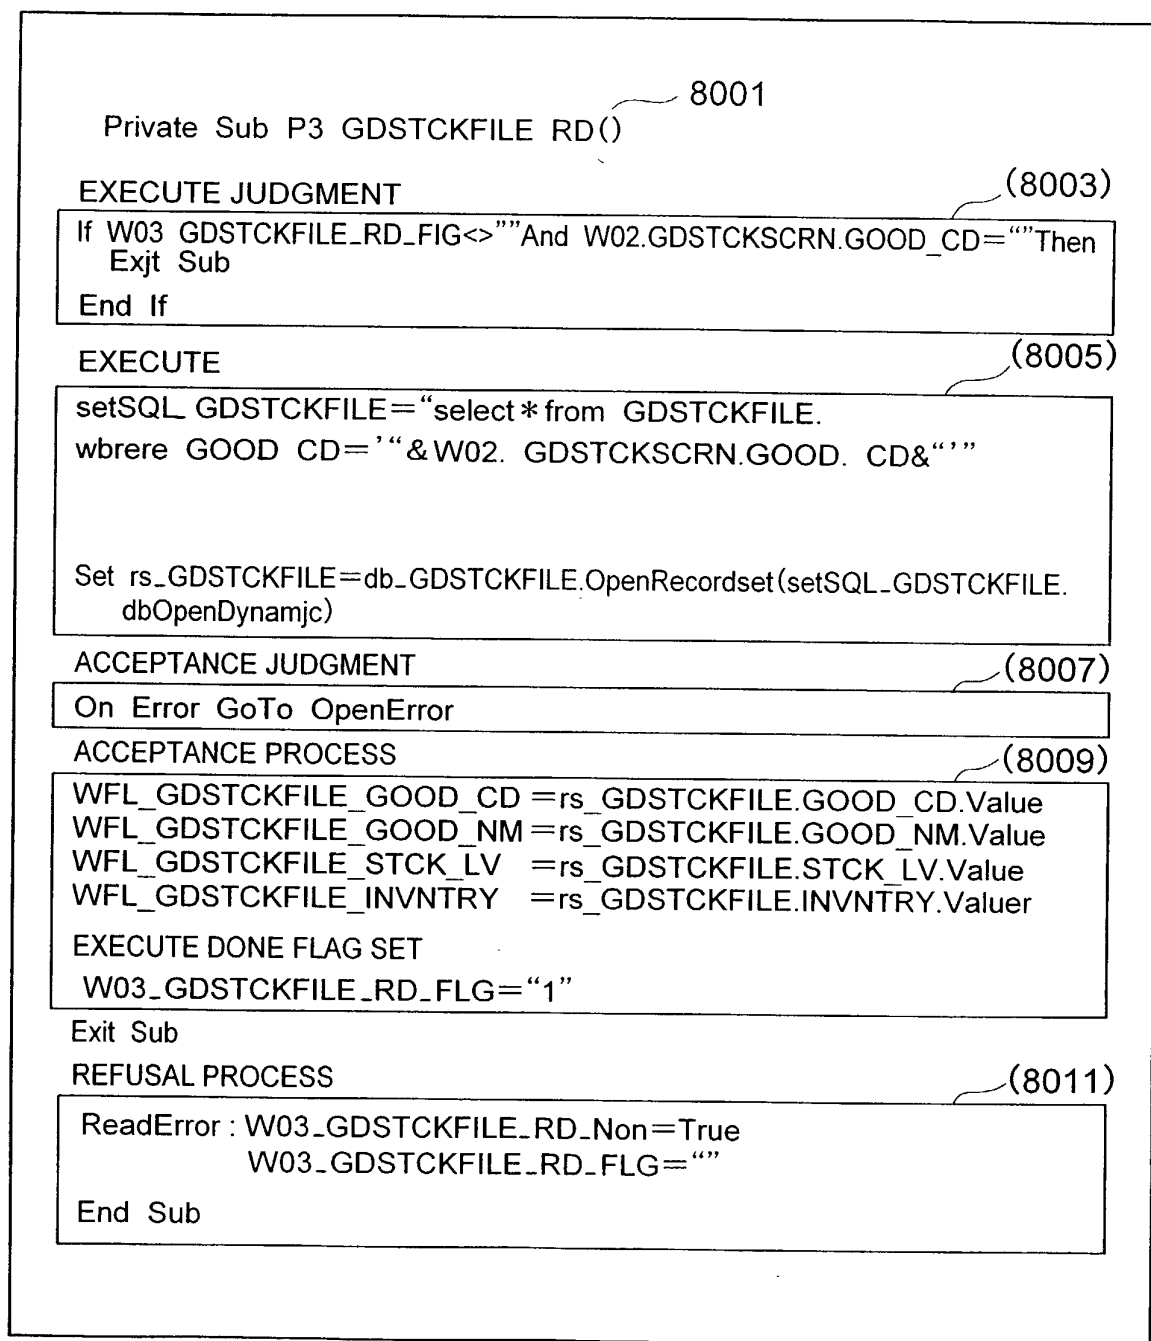 8001
Private Sub P3 GDSTCKFILE RD()
EXECUTE JUDGMENT (8003)
If W03 GDSTCKFILE_RD_FIG<>””And W02.GDSTCKSCRN.GOOD_CD=“”Then
Exjt Sub
End If
EXECUTE (8005)
setSQL_GDSTCKFILE=“select*from GDSTCKFILE.
wbrere GOOD CD=’“&W02. GDSTCKSCRN.GOOD. CD&“’”
Set rs_GDSTCKFILE=db_GDSTCKFILE.OpenRecordset(setSQL_GDSTCKFILE.
dbOpenDynamjc)
ACCEPTANCE JUDGMENT (8007)
On Error GoTo OpenError
ACCEPTANCE PROCESS (8009)
WFL_GDSTCKFILE_GOOD_CD =rs_GDSTCKFILE.GOOD_CD.Value
WFL_GDSTCKFILE_GOOD_NM=rs_GDSTCKFILE.GOOD_NM.Value
WFL_GDSTCKFILE_STCK_LV =rs_GDSTCKFILE.STCK_LV.Value
WFL_GDSTCKFILE_INVNTRY =rs_GDSTCKFILE.INVNTRY.Valuer
EXECUTE DONE FLAG SET
W03_GDSTCKFILE_RD_FLG=“1”
Exit Sub
REFUSAL PROCESS (8011)
ReadError : W03_GDSTCKFILE_RD_Non=True
W03_GDSTCKFILE_RD_FLG=“”
End Sub